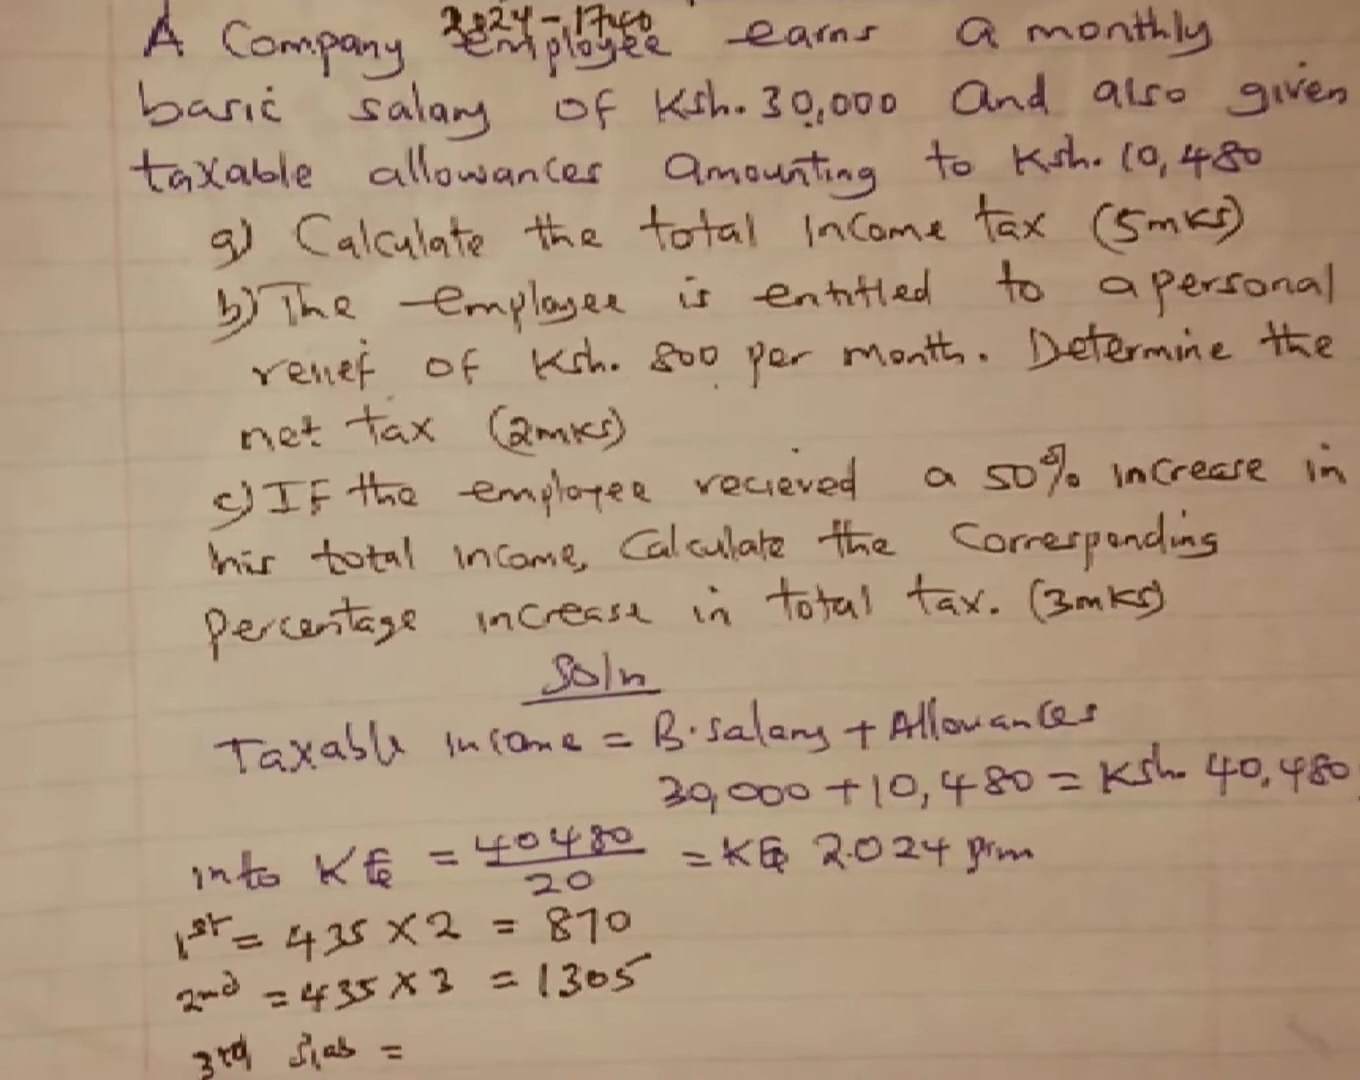 2024-1740
A Company employee earns a monthly
basic salary of Ksh. 30,000 and also given
taxable allowances amounting to Ksh. 10,480
a) Calculate the total income tax (5mks)
b) The employee is entitled to a personal
relief of Ksh. 800 per month. Determine the
net tax (2mks)
c) If the employee recieved a 50% increase in
his total income, Calculate the Corresponding
Percentage increase in total tax. (3mks)
Soln
Taxable income = B.salary + Allowances
30,000 + 10,480 = Ksh. 40,480
into K£ = 40480/20 = K£ 2024 p.m
1st = 435 × 2 = 870
2nd = 435 × 3 = 1305
3rd slab =